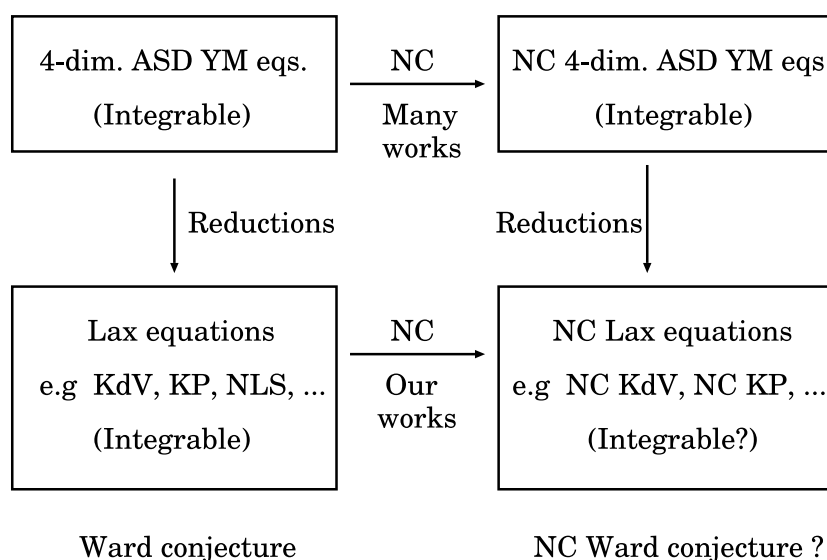 4-dim. ASD YM eqs.
(Integrable)
NC
Many
works
NC 4-dim. ASD YM eqs
(Integrable)
Reductions
Reductions
Lax equations
e.g KdV, KP, NLS, ...
(Integrable)
NC
Our
works
NC Lax equations
e.g NC KdV, NC KP, ...
(Integrable?)
Ward conjecture
NC Ward conjecture ?